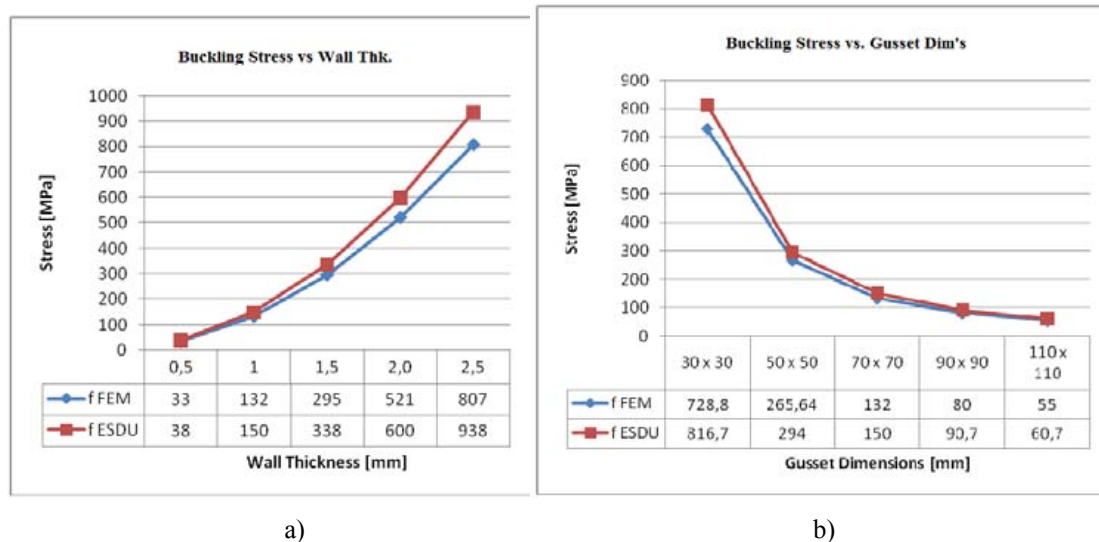 Buckling Stress vs Wall Thk.
1000
900
800
700
600
500
400
300
200
100
0
Stress [MPa]
0,5 1 1,5 2,0 2,5
f FEM 33 132 295 521 807
f ESDU 38 150 338 600 938
Wall Thickness [mm]
a)
Buckling Stress vs. Gusset Dim's
900
800
700
600
500
400
300
200
100
0
Stress [MPa]
30 x 30 50 x 50 70 x 70 90 x 90 110 x
110
f FEM 728,8 265,64 132 80 55
f ESDU 816,7 294 150 90,7 60,7
Gusset Dimensions [mm]
b)